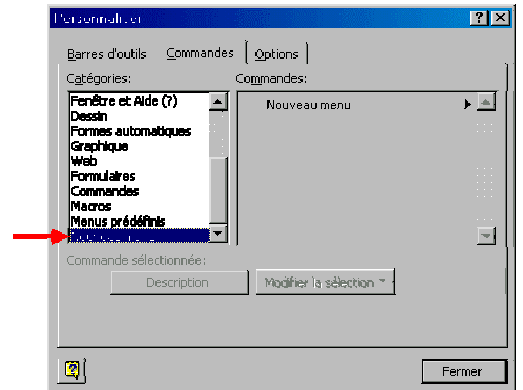 Personnaliser
Barres d'outils Commandes Options
Catégories: Commandes:
Fenêtre et Aide (?)
Dessin
Formes automatiques
Graphique
Web
Formulaires
Commandes
Macros
Menus prédéfinis
Nouveau menu
Commande sélectionnée:
Description Modifier la sélection
Fermer